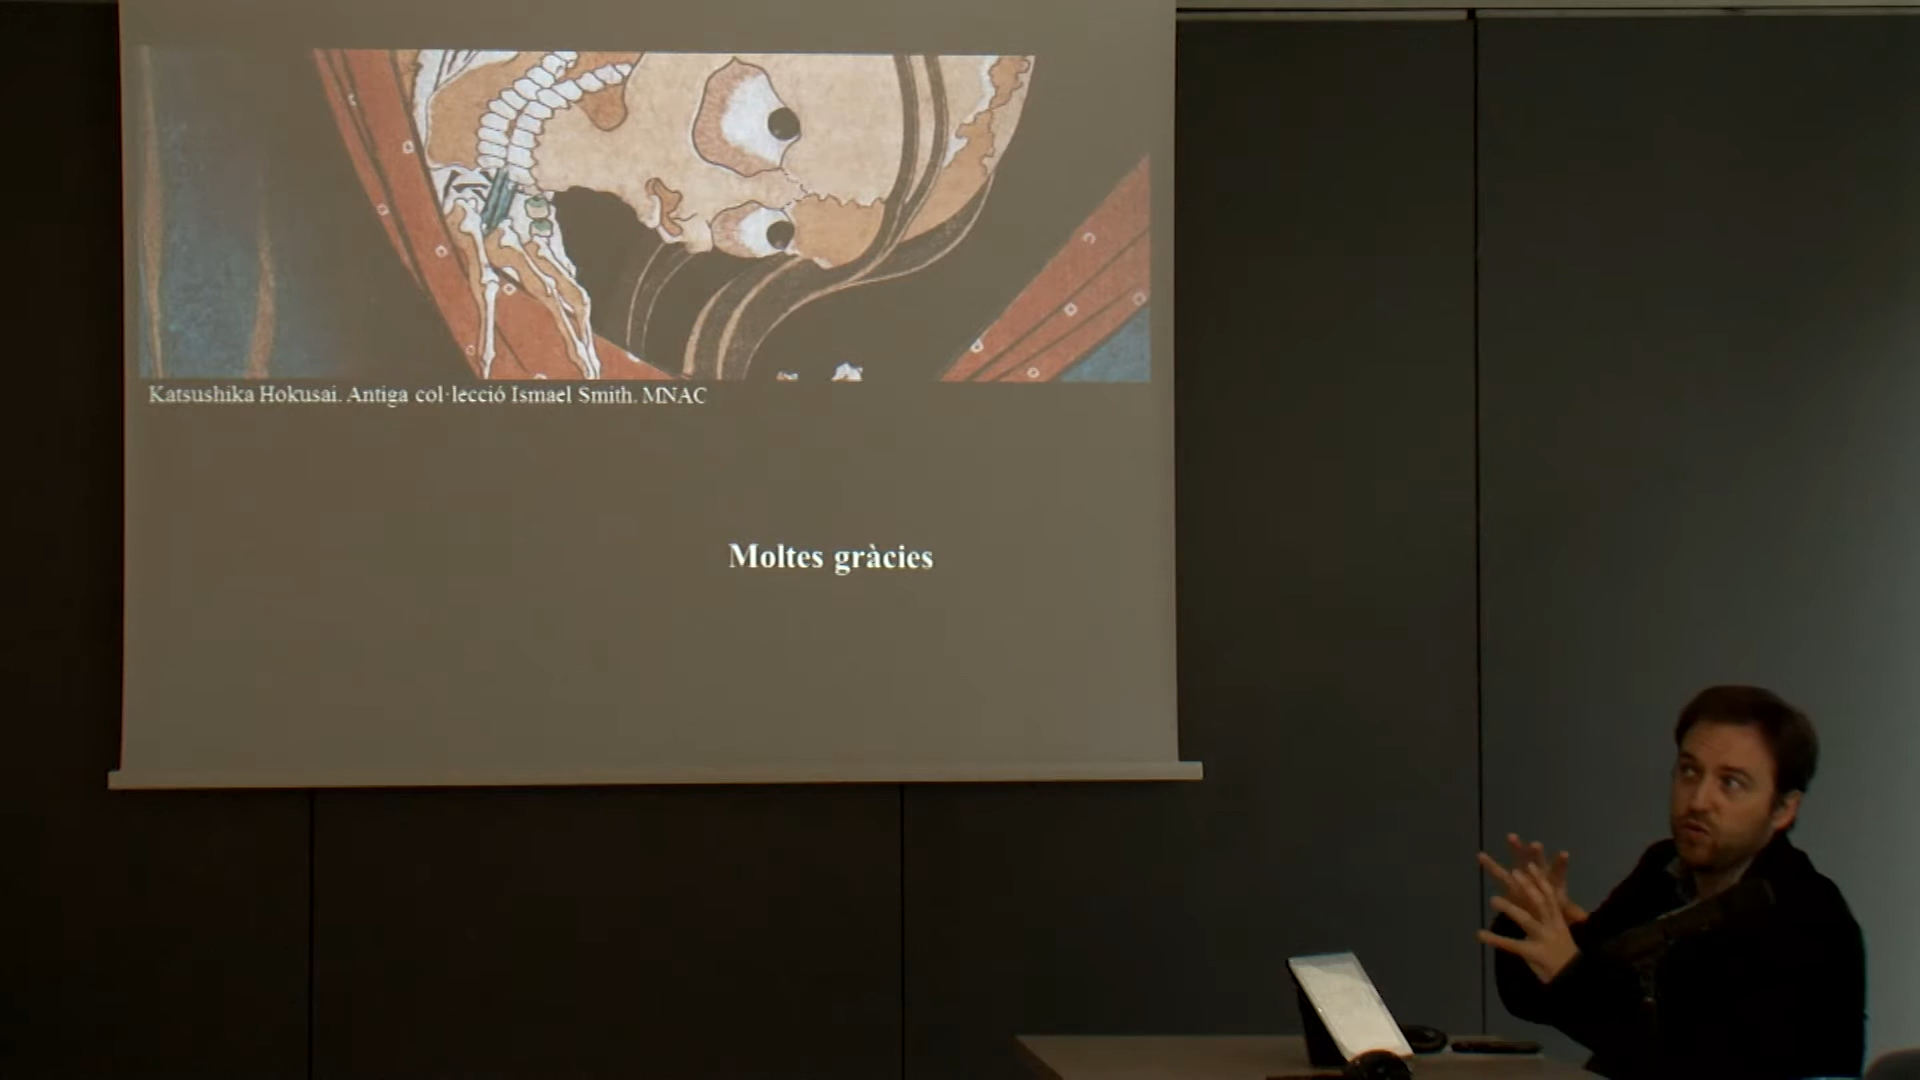 Katsushika Hokusai. Antiga col·lecció Ismael Smith. MNAC
Moltes gràcies